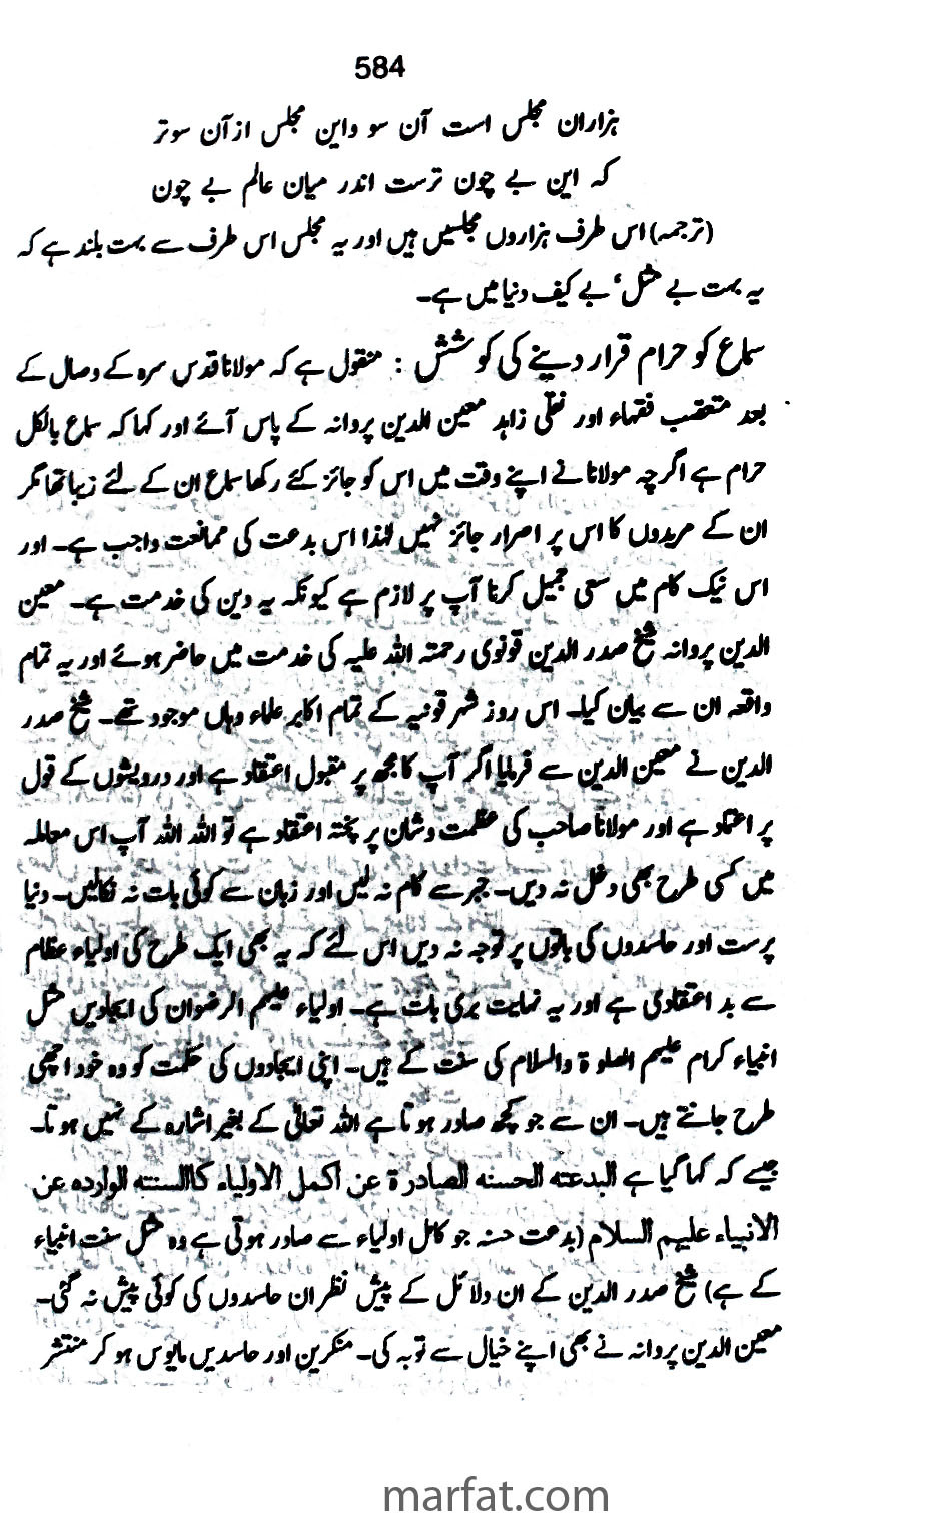 584
ہزاران مجلس است آن سو واین مجلس ازآن سوتر
کہ این بے چون ترست اندر میان عالم بے چون
(ترجمہ) اس طرف ہزاروں مجلسیں ہیں اور یہ مجلس اس طرف سے بہت بلند ہے کہ
یہ بہت بے مثل، بے کیف دنیا میں ہے۔
سماع کو حرام قرار دینے کی کوشش : منقول ہے کہ مولانا قدس سرہ کے وصال کے
بعد متعصب فقہاء اور نقلی زاہد معین الدین پروانہ کے پاس آئے اور کہا کہ سماع بالکل
حرام ہے اگرچہ مولانا نے اپنے وقت میں اس کو جائز کئے رکھا سماع ان کے لئے زیبا تھا مگر
ان کے مریدوں کا اس پر اصرار جائز نہیں لہذا اس بدعت کی ممانعت واجب ہے۔ اور
اس نیک کام میں سعی جمیل کرنا آپ پر لازم ہے کیونکہ یہ دین کی خدمت ہے۔ معین
الدین پروانہ شیخ صدر الدین قونوی رحمتہ اللہ علیہ کی خدمت میں حاضر ہوئے اور یہ تمام
واقعہ ان سے بیان کیا۔ اس روز شہر قونیہ کے تمام اکابر علماء وہاں موجود تھے۔ شیخ صدر
الدین نے معین الدین سے فرمایا اگر آپ کا مجھ پر مقبول اعتقاد ہے اور درویشوں کے قول
پر اعتماد ہے اور مولانا صاحب کی عظمت وشان پر پختہ اعتقاد ہے تو اللہ اللہ آپ اس معاملہ
میں کسی طرح بھی دخل نہ دیں۔ جبر سے کام نہ لیں اور زبان سے کوئی بات نہ نکالیں۔ دنیا
پرست اور حاسدوں کی باتوں پر توجہ نہ دیں اس لئے کہ یہ بھی ایک طرح کی اولیاء عظام
سے بد اعتقادی ہے اور یہ نہایت بری بات ہے۔ اولیاء علیہم الرضوان کی ایجادیں مثل
انبیاء کرام علیہم الصلوۃ والسلام کی سنت کے ہیں۔ اپنی ایجادوں کی حکمت کو وہ خود اچھی
طرح جانتے ہیں۔ ان سے جو کچھ صادر ہوتا ہے اللہ تعالیٰ کے بغیر اشارہ کے نہیں ہوتا۔
جیسے کہ کہا گیا ہے البدعتہ الحسنہ الصادرۃ عن اکمل الاولیاء کاالسنتہ الواردہ عن
الانبیاء علیہم السلام (بدعت حسنہ جو کامل اولیاء سے صادر ہوتی ہے وہ مثل سنت انبیاء
کے ہے) شیخ صدر الدین کے ان دلائل کے پیش نظر ان حاسدوں کی کوئی پیش نہ گئی۔
معین الدین پروانہ نے بھی اپنے خیال سے توبہ کی۔ منکرین اور حاسدیں مایوس ہو کر منتشر
marfat.com